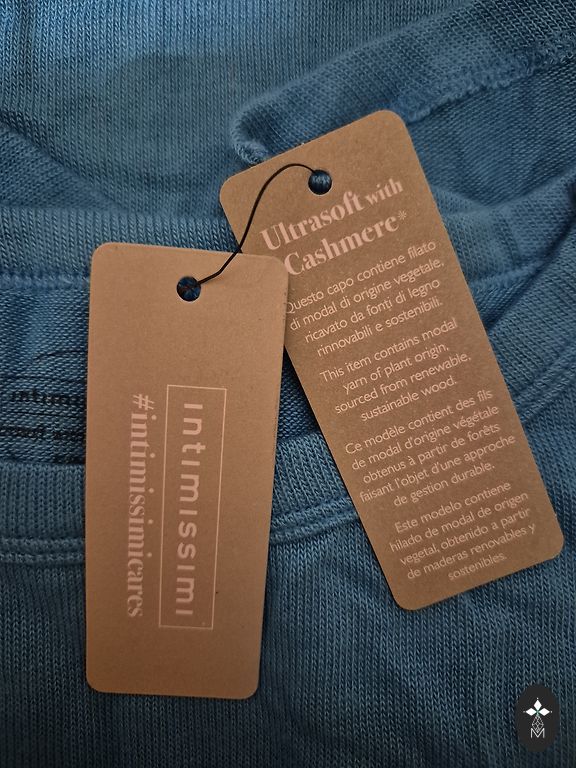 Ultrasoft with
Cashmere*
Questo capo contiene filato
di modal di origine vegetale,
ricavato da fonti di legno
rinnovabili e sostenibili.
This item contains modal
yarn of plant origin,
sourced from renewable,
sustainable wood.
Ce modèle contient des fils
de modal d'origine végétale
obtenus à partir de forêts
faisant l'objet d'une approche
de gestion durable.
Este modelo contiene
hilado de modal de origen
vegetal, obtenido a partir
de maderas renovables y
sostenibles.
INTIMISSIMI
#intimissimicares